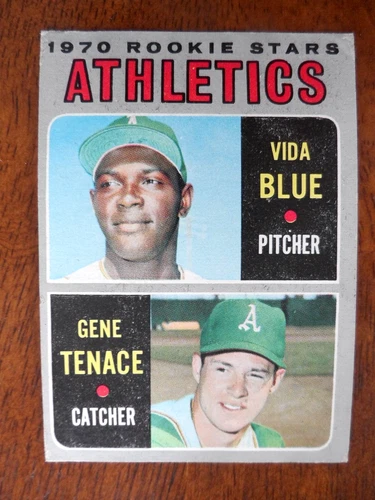 1970 ROOKIE STARS
ATHLETICS
VIDA
BLUE
PITCHER
A
GENE
TENACE
CATCHER